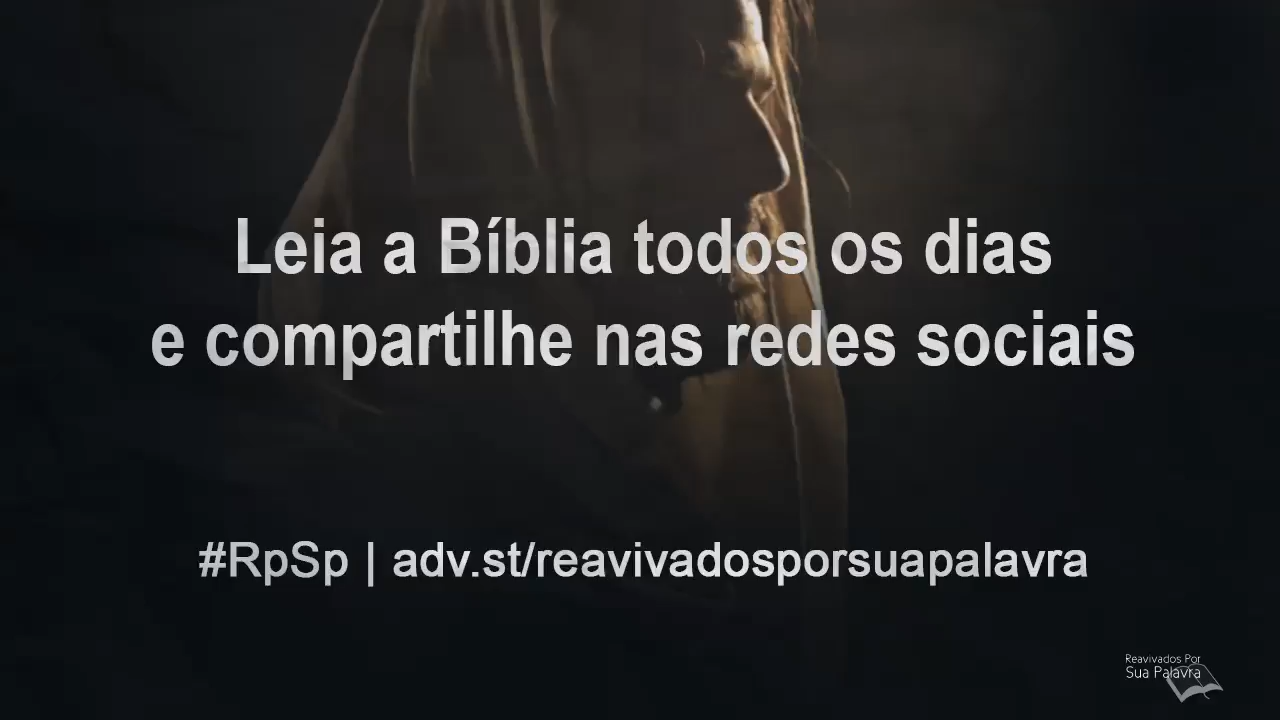 Leia a Bíblia todos os dias
e compartilhe nas redes sociais
#RpSp | adv.st/reavivadosporsuapalavra
Reavivados Por
Sua Palavra